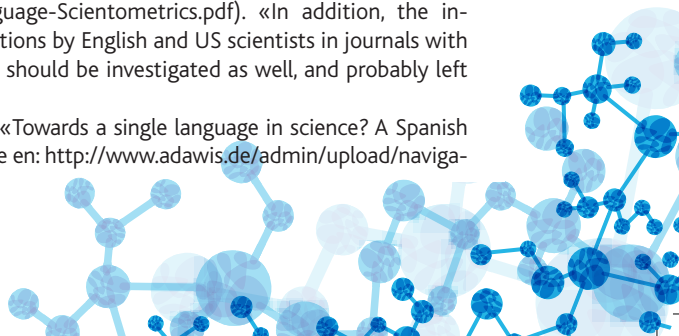 guage-Scientometrics.pdf). «In addition, the in-
tions by English and US scientists in journals with
should be investigated as well, and probably left
«Towards a single language in science? A Spanish
e en: http://www.adawis.de/admin/upload/naviga-